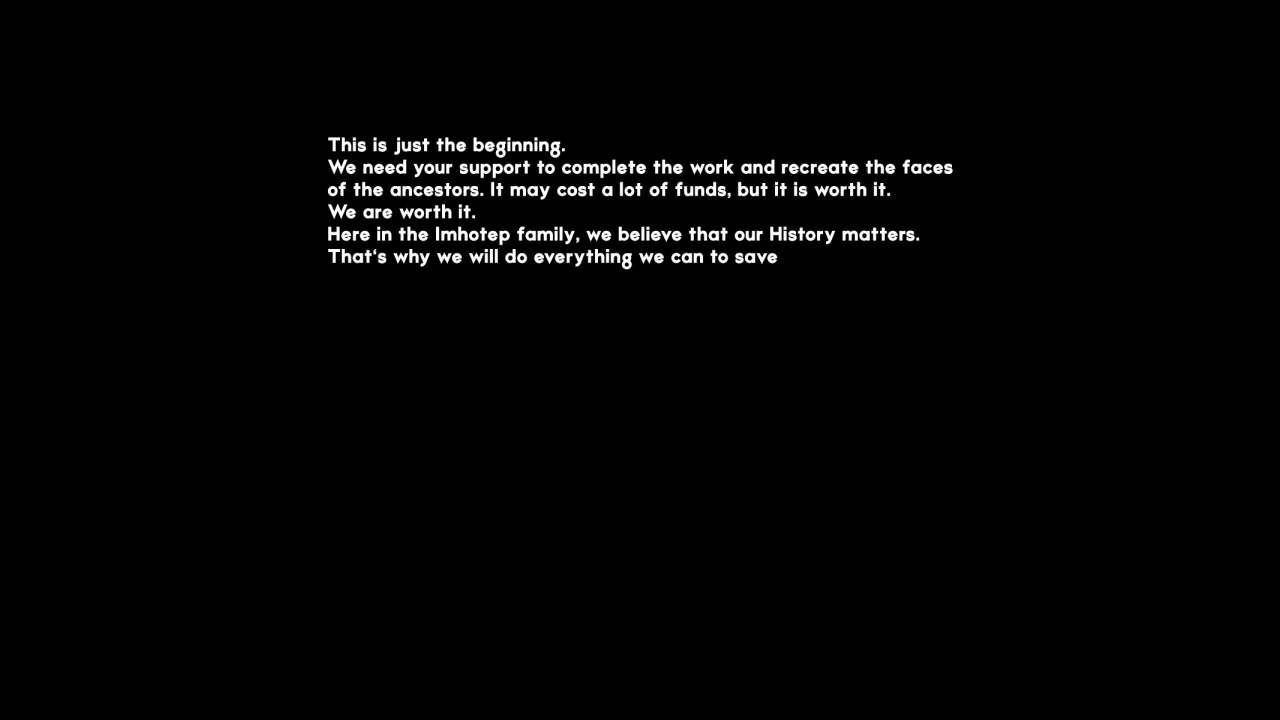 This is just the beginning.
We need your support to complete the work and recreate the faces
of the ancestors. It may cost a lot of funds, but it is worth it.
We are worth it.
Here in the Imhotep family, we believe that our History matters.
That‘s why we will do everything we can to save